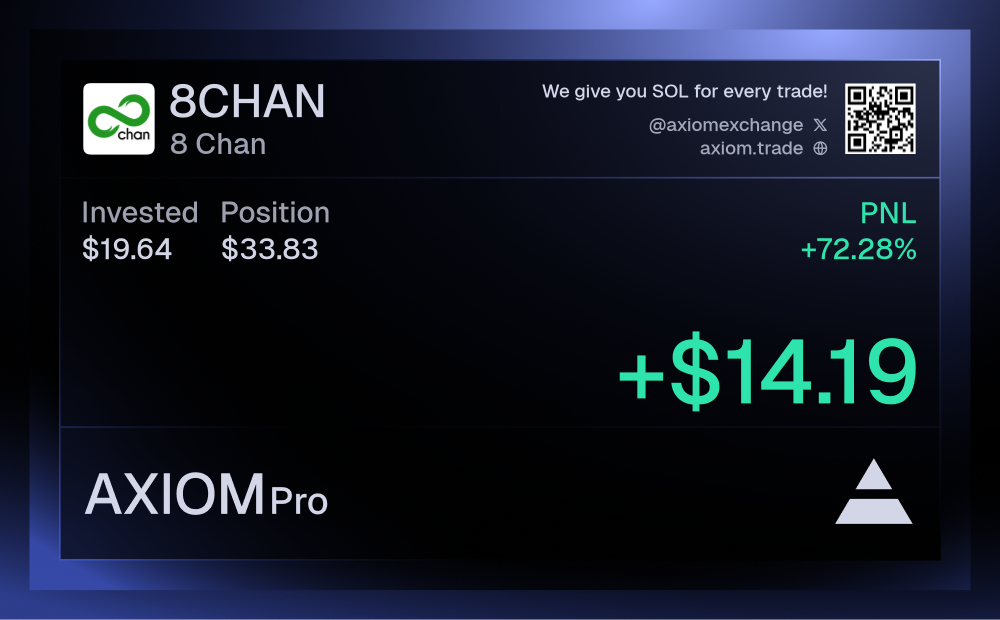 chan
8CHAN
8 Chan
We give you SOL for every trade!
@axiomexchange
axiom.trade
Invested Position
$19.64 $33.83
PNL
+72.28%
+$14.19
AXIOM Pro